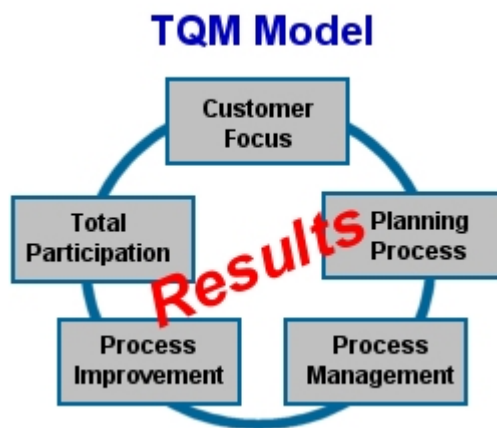 TQM Model
Customer
Focus
Total
Participation
Results
Planning
Process
Process
Improvement
Process
Management